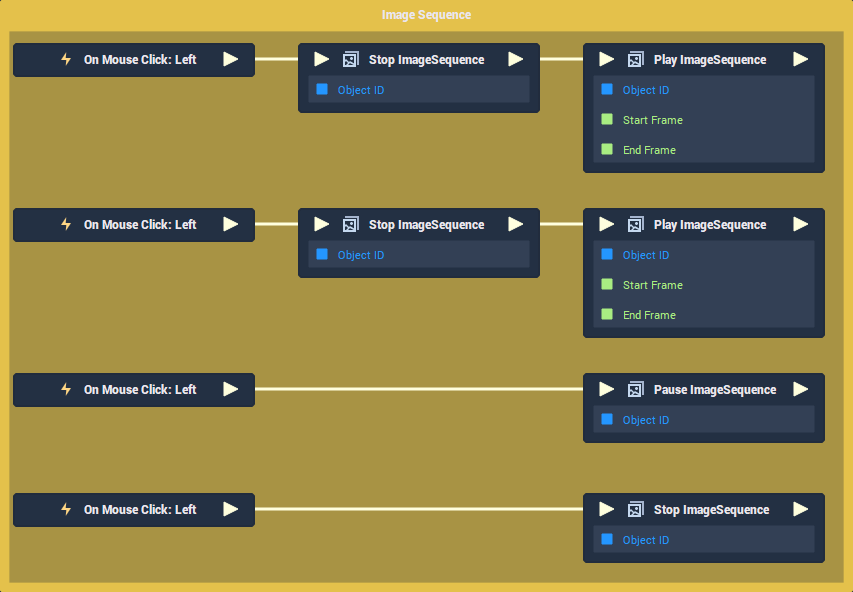 Image Sequence
On Mouse Click: Left
Stop ImageSequence
Object ID
Play ImageSequence
Object ID
Start Frame
End Frame
On Mouse Click: Left
Stop ImageSequence
Object ID
Play ImageSequence
Object ID
Start Frame
End Frame
On Mouse Click: Left
Pause ImageSequence
Object ID
On Mouse Click: Left
Stop ImageSequence
Object ID